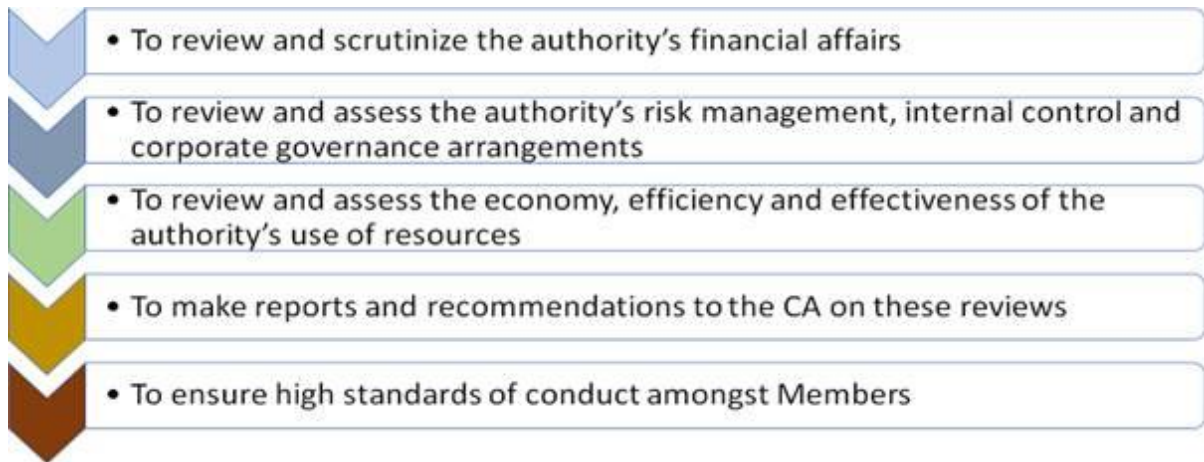 • To review and scrutinize the authority's financial affairs
• To review and assess the authority's risk management, internal control and
corporate governance arrangements
• To review and assess the economy, efficiency and effectiveness of the
authority's use of resources
• To make reports and recommendations to the CA on these reviews
• To ensure high standards of conduct amongst Members